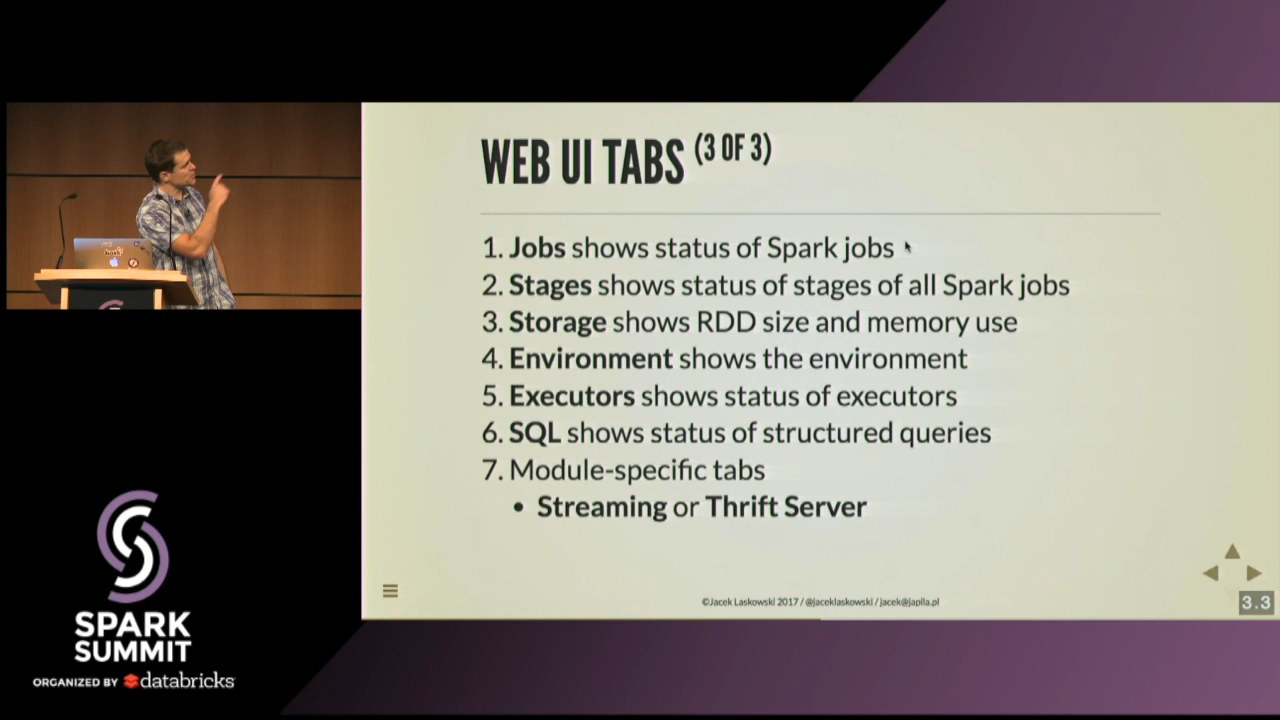 WEB UI TABS (3 OF 3)
1. Jobs shows status of Spark jobs
2. Stages shows status of stages of all Spark jobs
3. Storage shows RDD size and memory use
4. Environment shows the environment
5. Executors shows status of executors
6. SQL shows status of structured queries
7. Module-specific tabs
• Streaming or Thrift Server
©Jacek Laskowski 2017 / @jaceklaskowski / jacek@japila.pl
3.3
SPARK
SUMMIT
ORGANIZED BY databricks